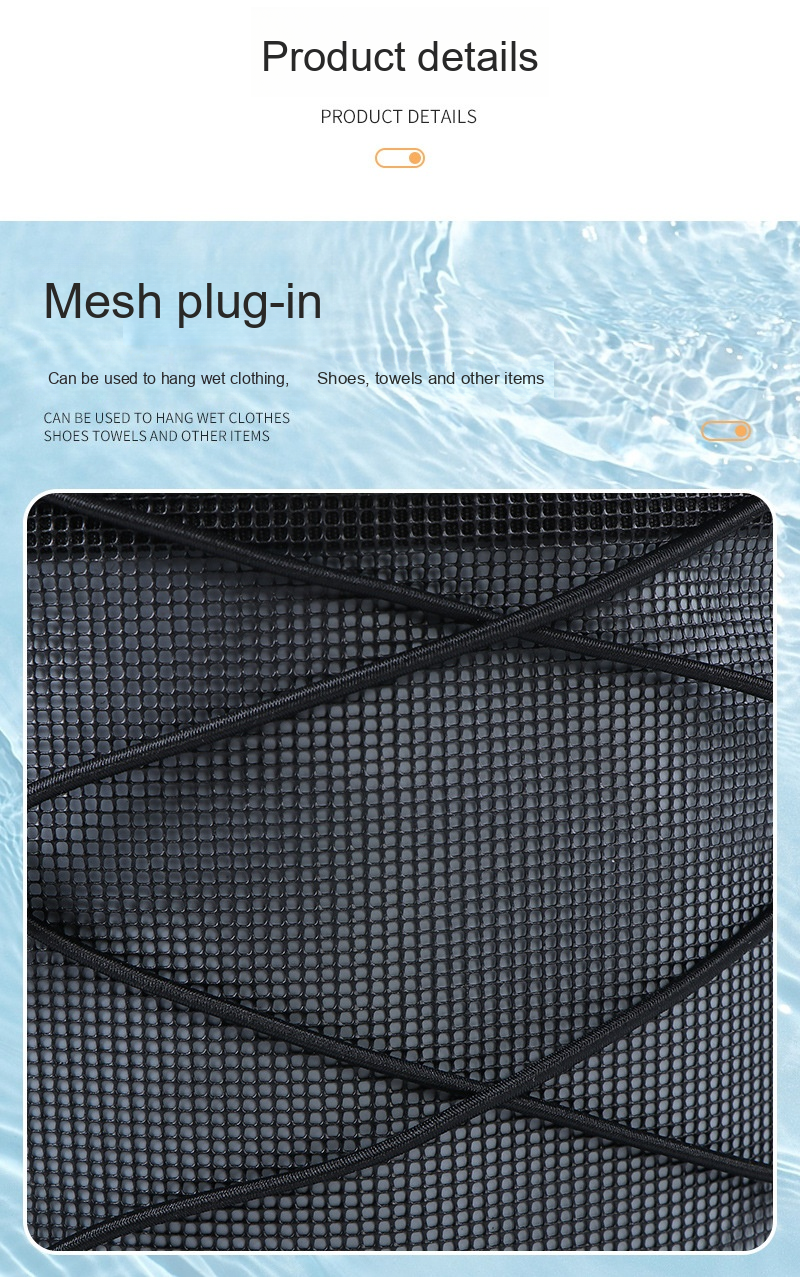 Product details
PRODUCT DETAILS
Mesh plug-in
Can be used to hang wet clothing, Shoes, towels and other items
CAN BE USED TO HANG WET CLOTHES
SHOES TOWELS AND OTHER ITEMS